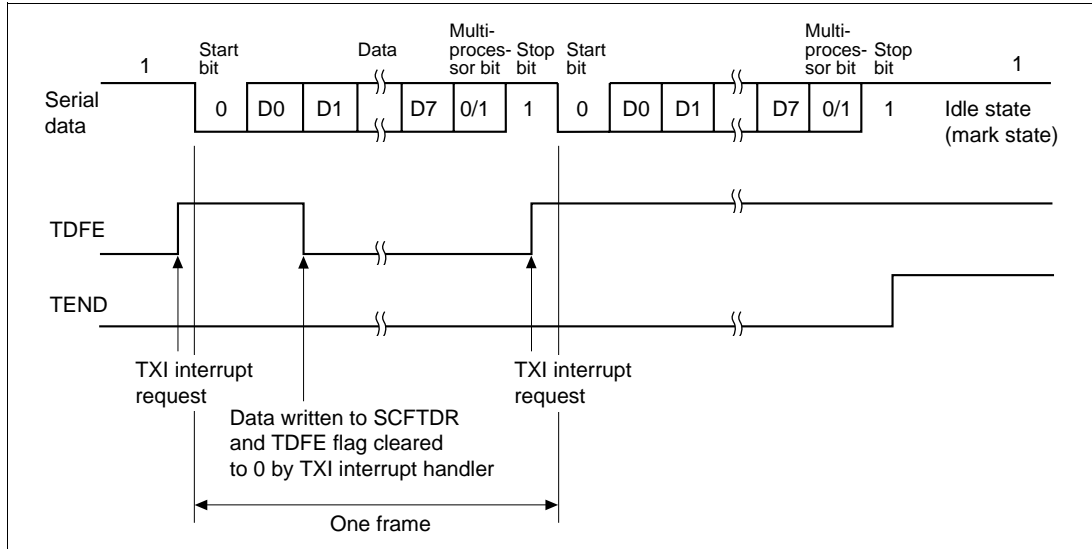 1
Start
bit
Data
Multi-
proces-
sor bit
Stop
bit
Start
bit
Multi-
proces-
sor bit
Stop
bit
1
Serial
data
0 D0 D1 D7 0/1 1 0 D0 D1 D7 0/1 1
Idle state
(mark state)
TDFE
TEND
TXI interrupt
request
TXI interrupt
request
Data written to SCFTDR
and TDFE flag cleared
to 0 by TXI interrupt handler
One frame